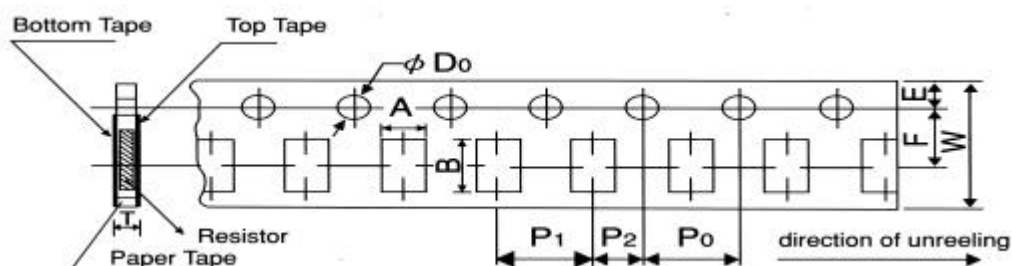 Bottom Tape
Top Tape
ϕ D0
A
B
E
F
W
T
Resistor
Paper Tape
P1
P2
P0
direction of unreeling